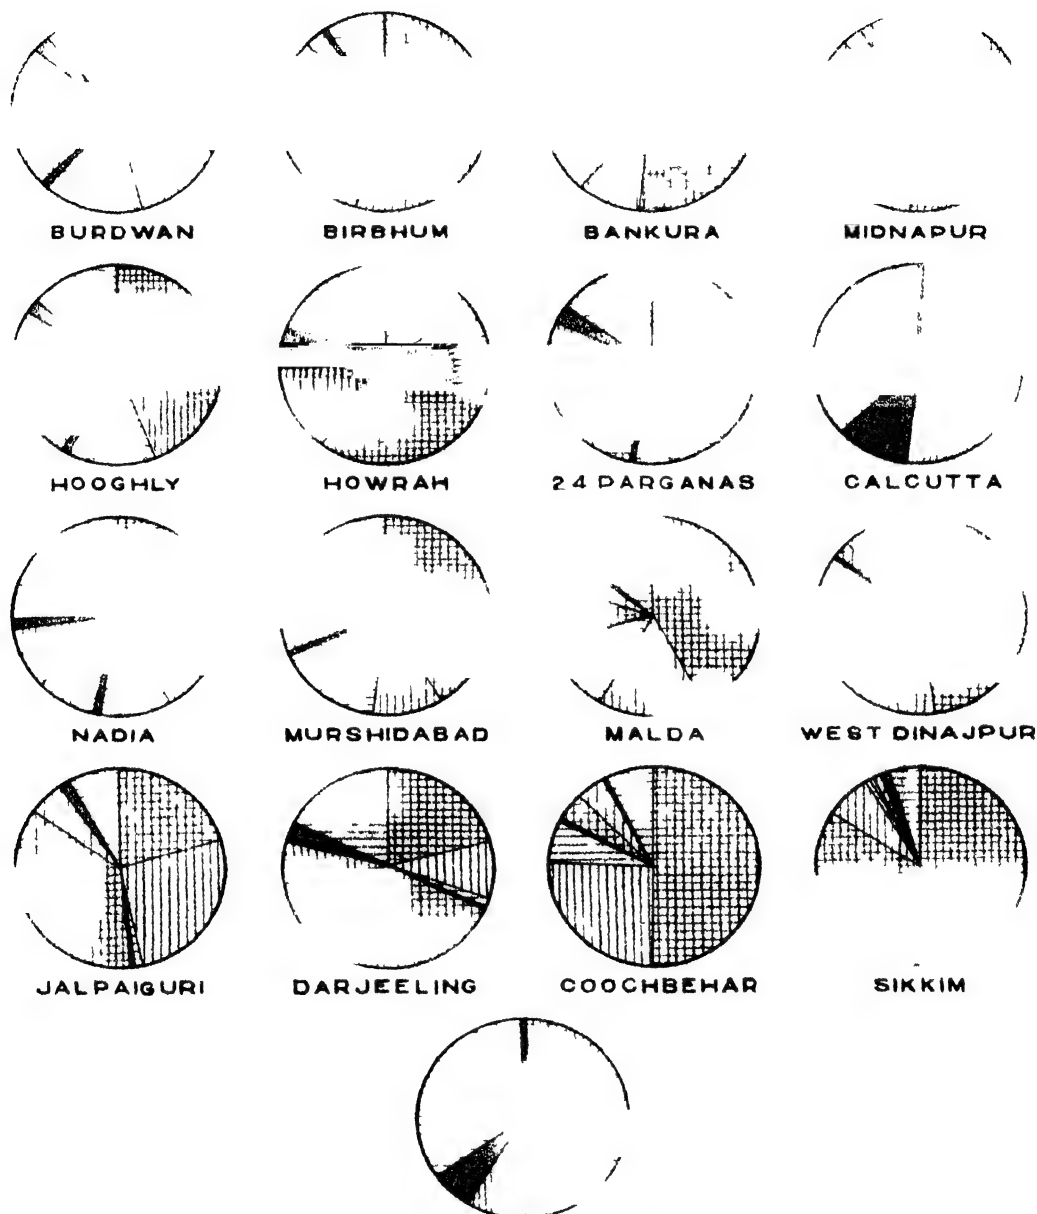 BURDWAN BIRBHUM BANKURA MIDNAPUR
HOOGHLY HOWRAH 24 PARGANAS CALCUTTA
NADIA MURSHIDABAD MALDA WEST DINAJPUR
JALPAIGURI DARJEELING COOCHBEHAR SIKKIM